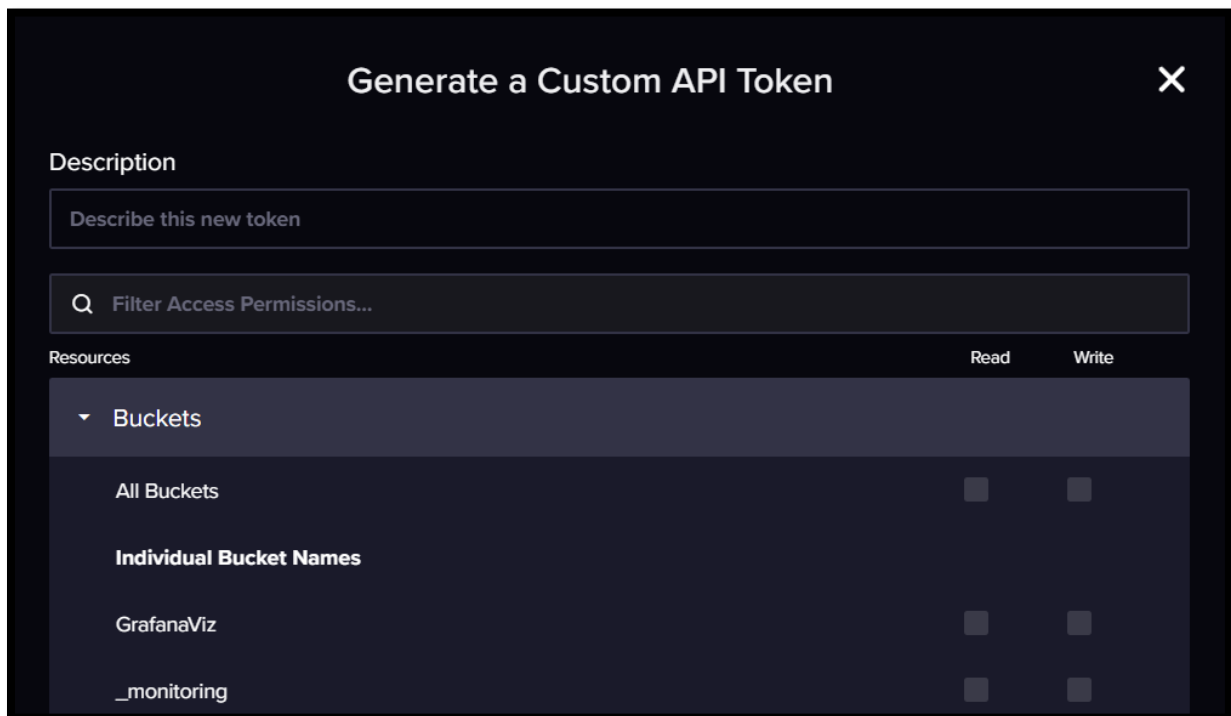 Generate a Custom API Token
Description
Describe this new token
Filter Access Permissions...
Resources Read Write
Buckets
All Buckets
Individual Bucket Names
GrafanaViz
_monitoring